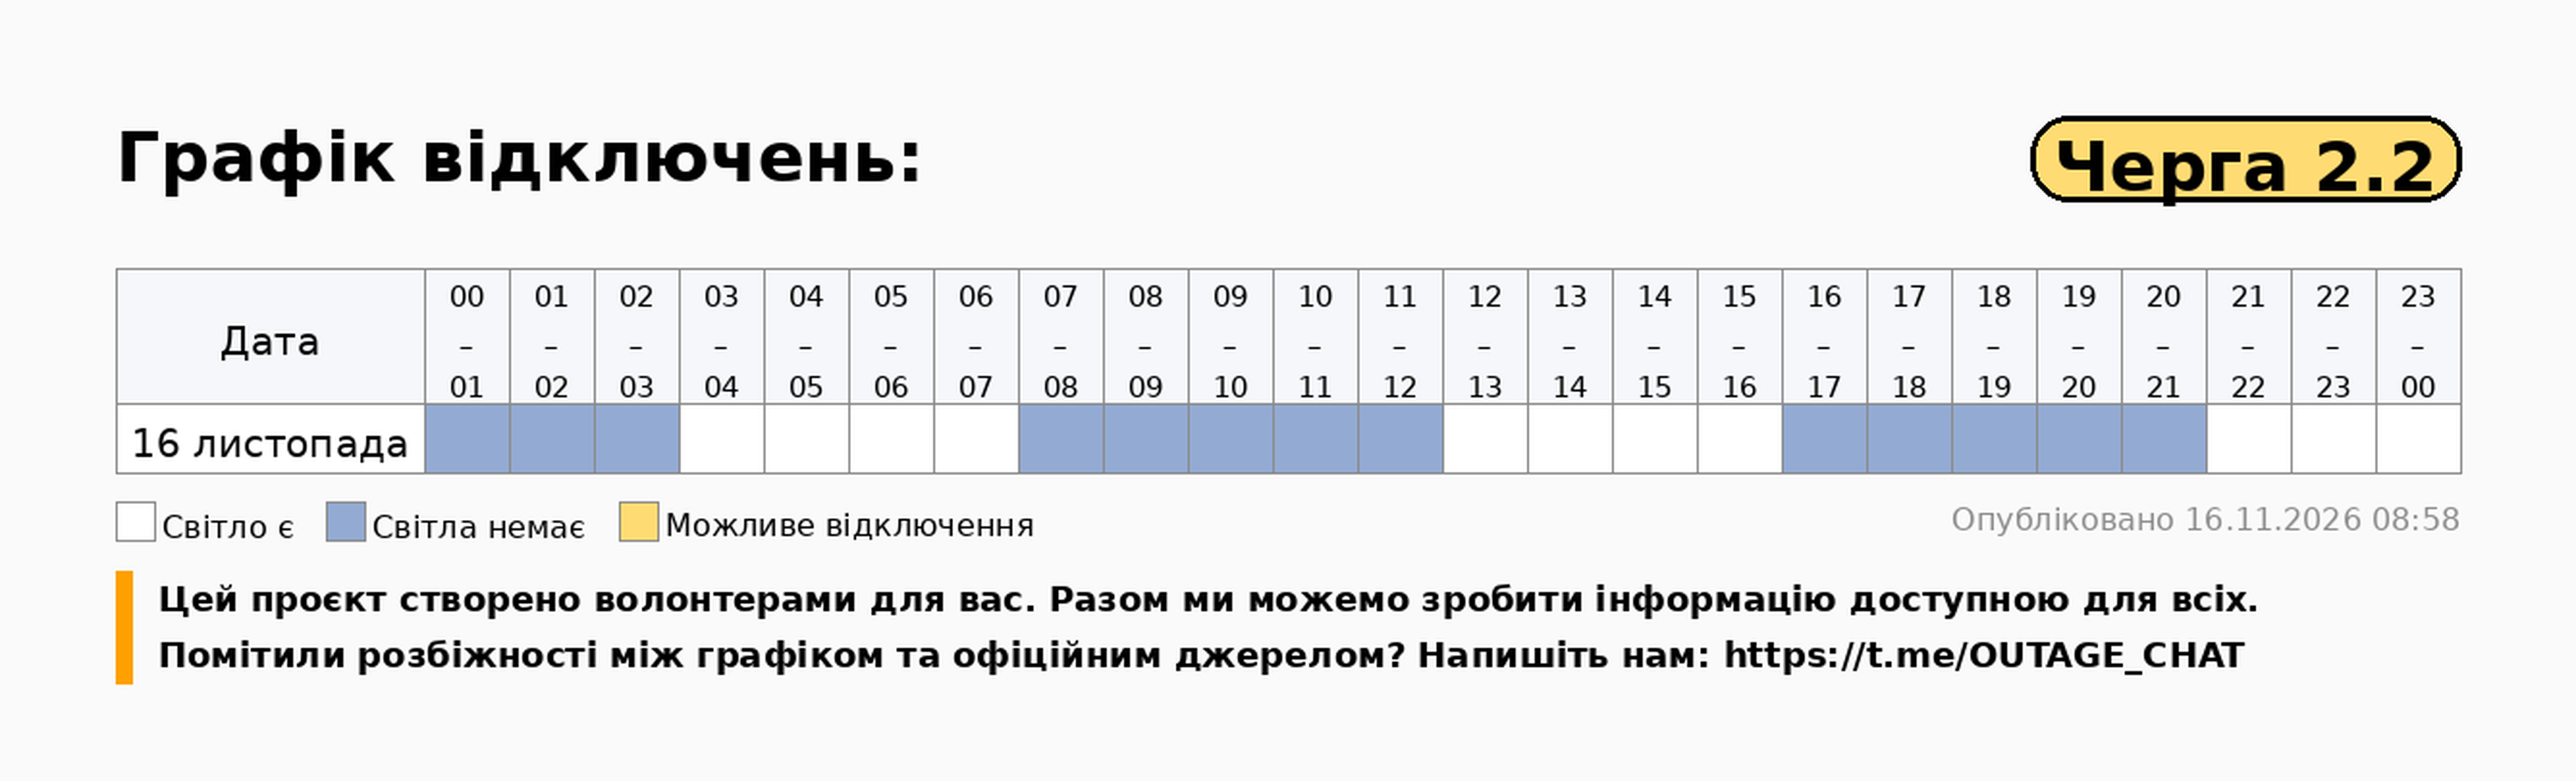 Графік відключень:
Черга 2.2
Дата 00 – 01 01 – 02 02 – 03 03 – 04 04 – 05 05 – 06 06 – 07 07 – 08 08 – 09 09 – 10 10 – 11 11 – 12 12 – 13 13 – 14 14 – 15 15 – 16 16 – 17 17 – 18 18 – 19 19 – 20 20 – 21 21 – 22 22 – 23 23 – 00
16 листопада
Світло є Світла немає Можливе відключення
Опубліковано 16.11.2026 08:58
Цей проєкт створено волонтерами для вас. Разом ми можемо зробити інформацію доступною для всіх.
Помітили розбіжності між графіком та офіційним джерелом? Напишіть нам: https://t.me/OUTAGE_CHAT